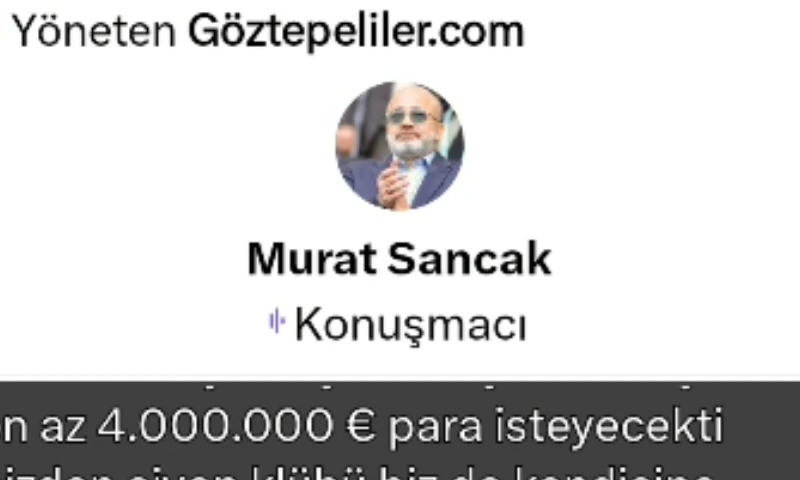 Yöneten Göztepeliler.com
Murat Sancak
Konuşmacı
n az 4.000.000 € para isteyecekti